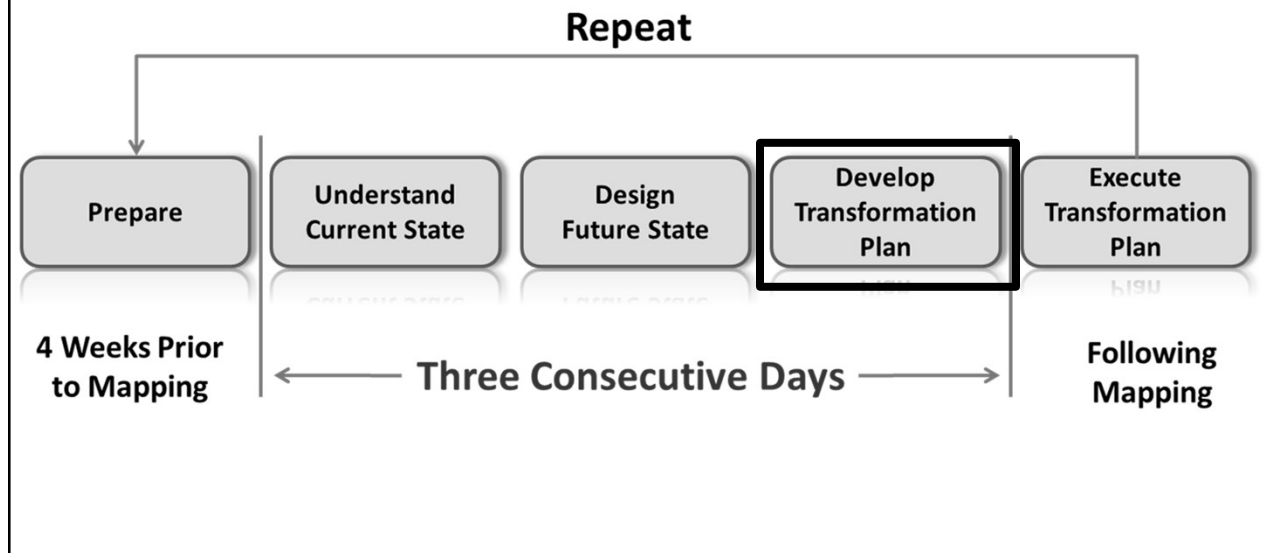 Repeat
Prepare
Understand
Current State
Design
Future State
Develop
Transformation
Plan
Execute
Transformation
Plan
4 Weeks Prior
to Mapping
Three Consecutive Days
Following
Mapping